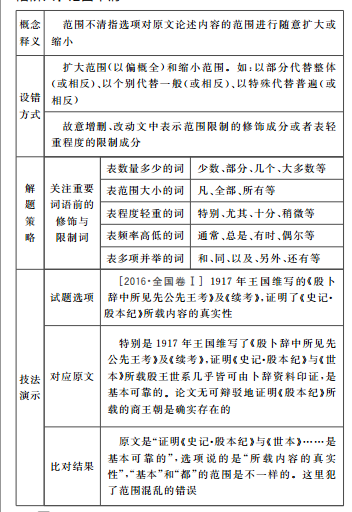 概念
释义
范围不清指选项对原文论述内容的范围进行随意扩大或
缩小
设错
方式
扩大范围(以偏概全)和缩小范围。如:以部分代替整体
(或相反)、以个别代替一般(或相反)、以特殊代替普遍(或
相反)
故意增删、改动文中表示范围限制的修饰成分或者表轻
重程度的限制成分
解
题
策
略
关注重要
词语前的
修饰与
限制词
表数量多少的词
少数、部分、几个、大多数等
表范围大小的词
凡、全部、所有等
表程度轻重的词
特别、尤其、十分、稍微等
表频率高低的词
通常、总是、有时、偶尔等
表多项并举的词
和、同、以及、另外、还有等
技法
演示
试题选项
[2016·全国卷Ⅰ] 1917年王国维写的《殷卜
辞中所见先公先王考》及《续考》,证明了《史记·
殷本纪》所载内容的真实性
对应原文
特别是1917年王国维写了《殷卜辞中所见先
公先王考》及《续考》,证明《史记·殷本纪》与《世
本》所载殷王世系几乎皆可由卜辞资料印证,是
基本可靠的。论文无可辩驳地证明《殷本纪》所
载的商王朝是确实存在的
比对结果
原文是“证明《史记·殷本纪》与《世本》……是
基本可靠的”,选项说的是“所载内容的真实
性”,“基本”和“都”的范围是不一样的。这里犯
了范围混乱的错误